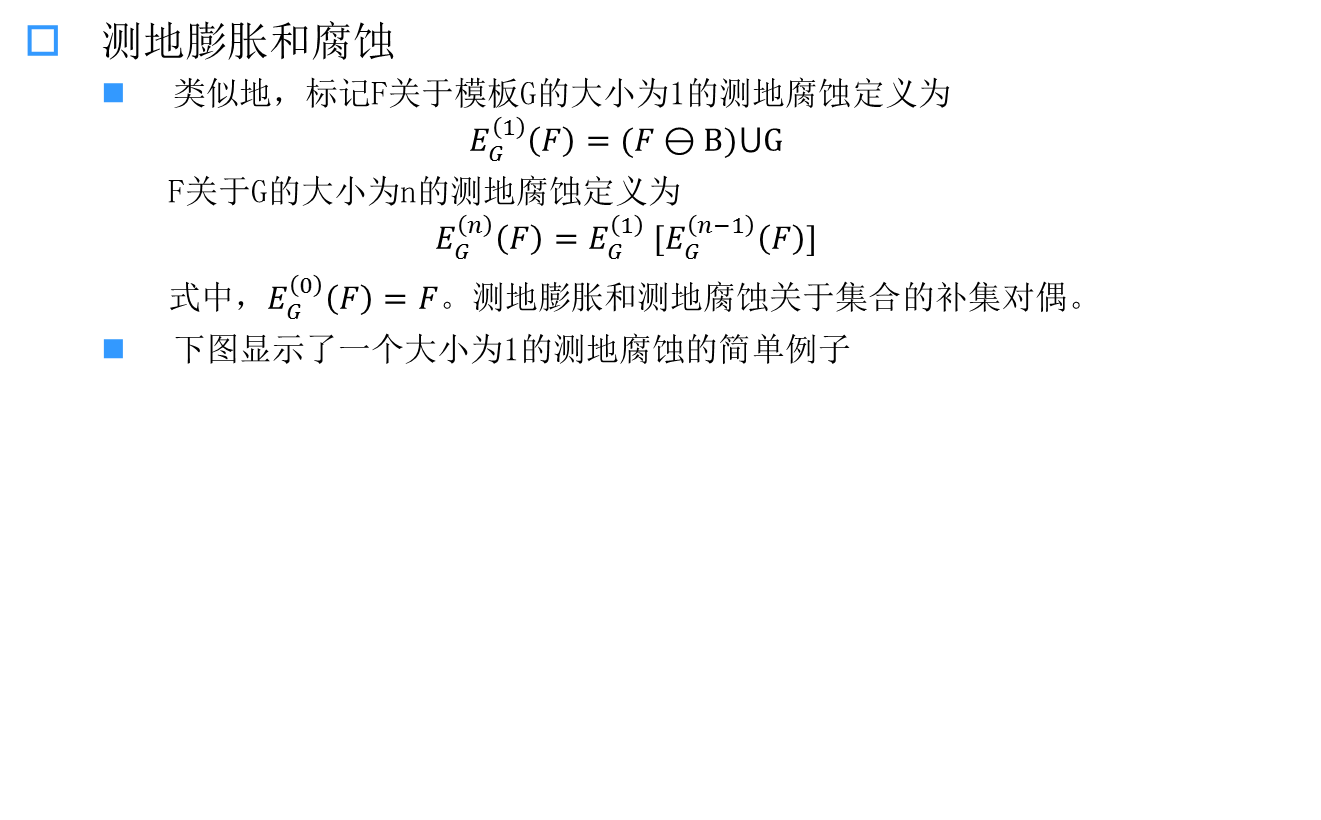 测地膨胀和腐蚀
类似地，标记F关于模板G的大小为1的测地腐蚀定义为
E_G^(1)(F) = (F ⊖ B)∪G
F关于G的大小为n的测地腐蚀定义为
E_G^(n)(F) = E_G^(1) [E_G^(n−1)(F)]
式中，E_G^(0)(F) = F。测地膨胀和测地腐蚀关于集合的补集对偶。
下图显示了一个大小为1的测地腐蚀的简单例子